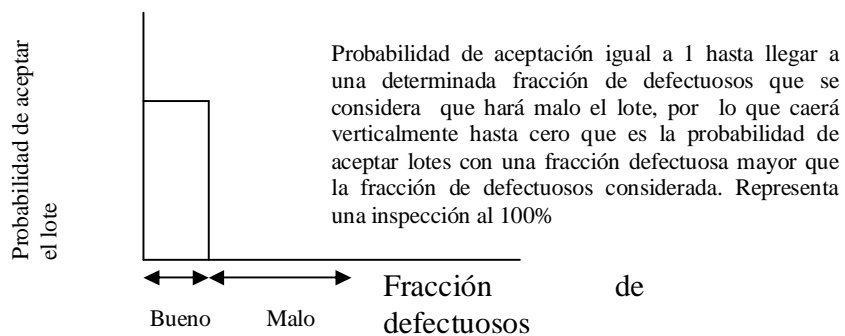 Probabilidad de aceptar
el lote
Probabilidad de aceptación igual a 1 hasta llegar a
una determinada fracción de defectuosos que se
considera que hará malo el lote, por lo que caerá
verticalmente hasta cero que es la probabilidad de
aceptar lotes con una fracción defectuosa mayor que
la fracción de defectuosos considerada. Representa
una inspección al 100%
Bueno
Malo
Fracción de
defectuosos